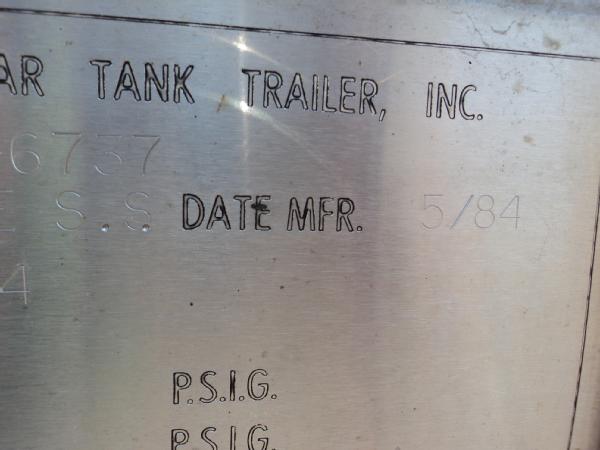 AR TANK TRAILER, INC.
6737
S.S. DATE MFR. 5/84
4
P.S.I.G.
P.S.I.G.